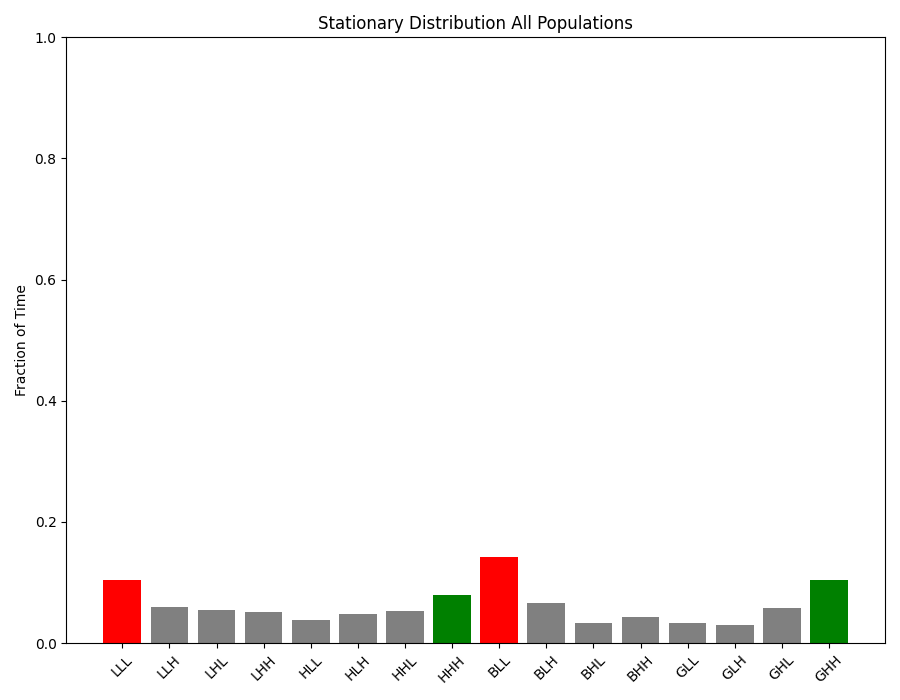 Stationary Distribution All Populations
1.0
0.8
0.6
0.4
0.2
0.0
Fraction of Time
LLL
LLH
LHL
LHH
HLL
HLH
HHL
HHH
BLL
BLH
BHL
BHH
GLL
GLH
GHL
GHH